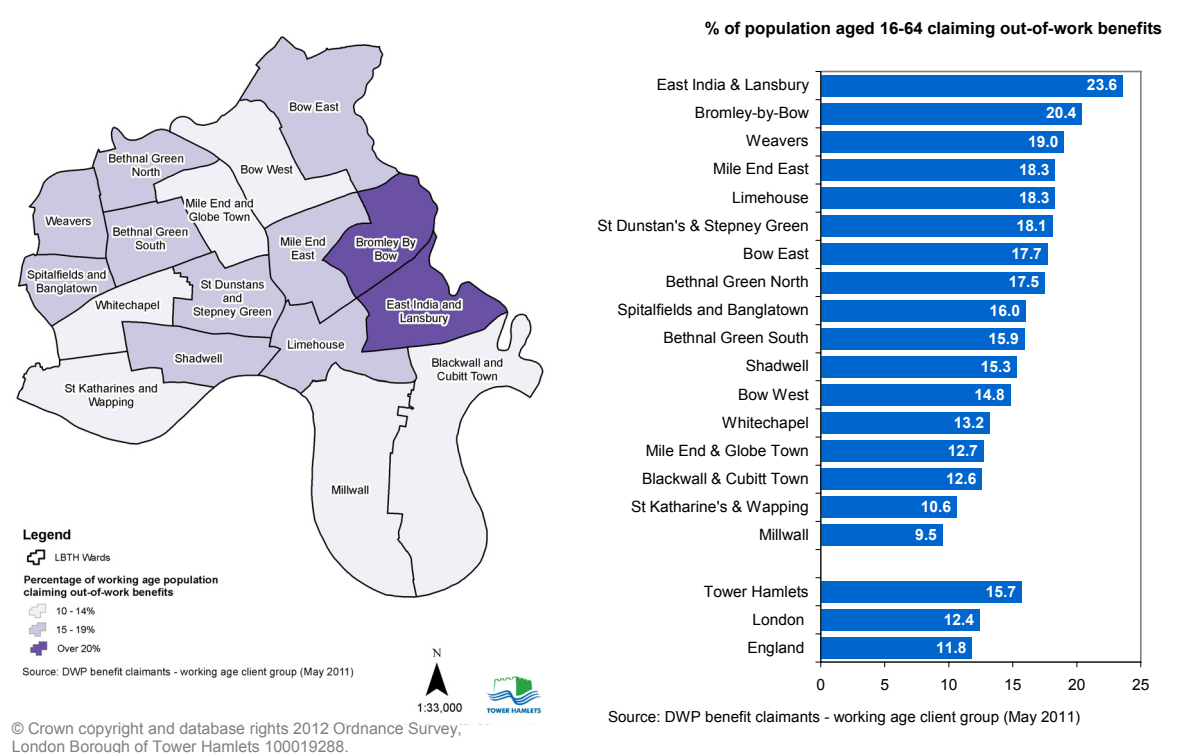 Bow East
Bethnal Green
North
Bow West
Mile End and
Globe Town
Weavers
Bethnal Green
South
Mile End
East
Bromley By
Bow
Spitalfields and
Banglatown
St Dunstans
and
Stepney Green
Whitechapel
East India and
Lansbury
Limehouse
Shadwell
Blackwall and
Cubitt Town
St Katharines and
Wapping
Millwall
Legend
LBTH Wards
Percentage of working age population
claiming out-of-work benefits
10 - 14%
15 - 19%
Over 20%
Source: DWP benefit claimants - working age client group (May 2011)
N
1:33,000
TOWER HAMLETS
© Crown copyright and database rights 2012 Ordnance Survey,
London Borough of Tower Hamlets 100019288.
% of population aged 16-64 claiming out-of-work benefits
East India & Lansbury 23.6
Bromley-by-Bow 20.4
Weavers 19.0
Mile End East 18.3
Limehouse 18.3
St Dunstan's & Stepney Green 18.1
Bow East 17.7
Bethnal Green North 17.5
Spitalfields and Banglatown 16.0
Bethnal Green South 15.9
Shadwell 15.3
Bow West 14.8
Whitechapel 13.2
Mile End & Globe Town 12.7
Blackwall & Cubitt Town 12.6
St Katharine's & Wapping 10.6
Millwall 9.5
Tower Hamlets 15.7
London 12.4
England 11.8
0 5 10 15 20 25
Source: DWP benefit claimants - working age client group (May 2011)